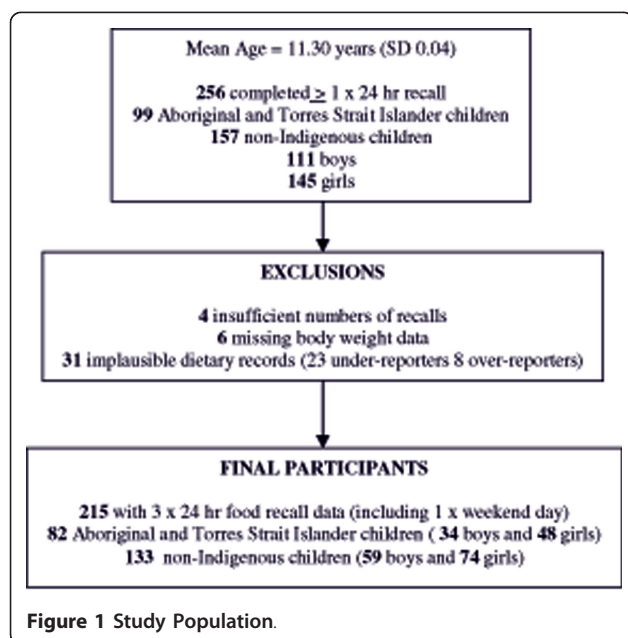 Mean Age = 11.30 years (SD 0.04)
256 completed ≥ 1 x 24 hr recall
99 Aboriginal and Torres Strait Islander children
157 non-Indigenous children
111 boys
145 girls
EXCLUSIONS
4 insufficient numbers of recalls
6 missing body weight data
31 implausible dietary records (23 under-reporters 8 over-reporters)
FINAL PARTICIPANTS
215 with 3 x 24 hr food recall data (including 1 x weekend day)
82 Aboriginal and Torres Strait Islander children ( 34 boys and 48 girls)
133 non-Indigenous children (59 boys and 74 girls)
Figure 1 Study Population.